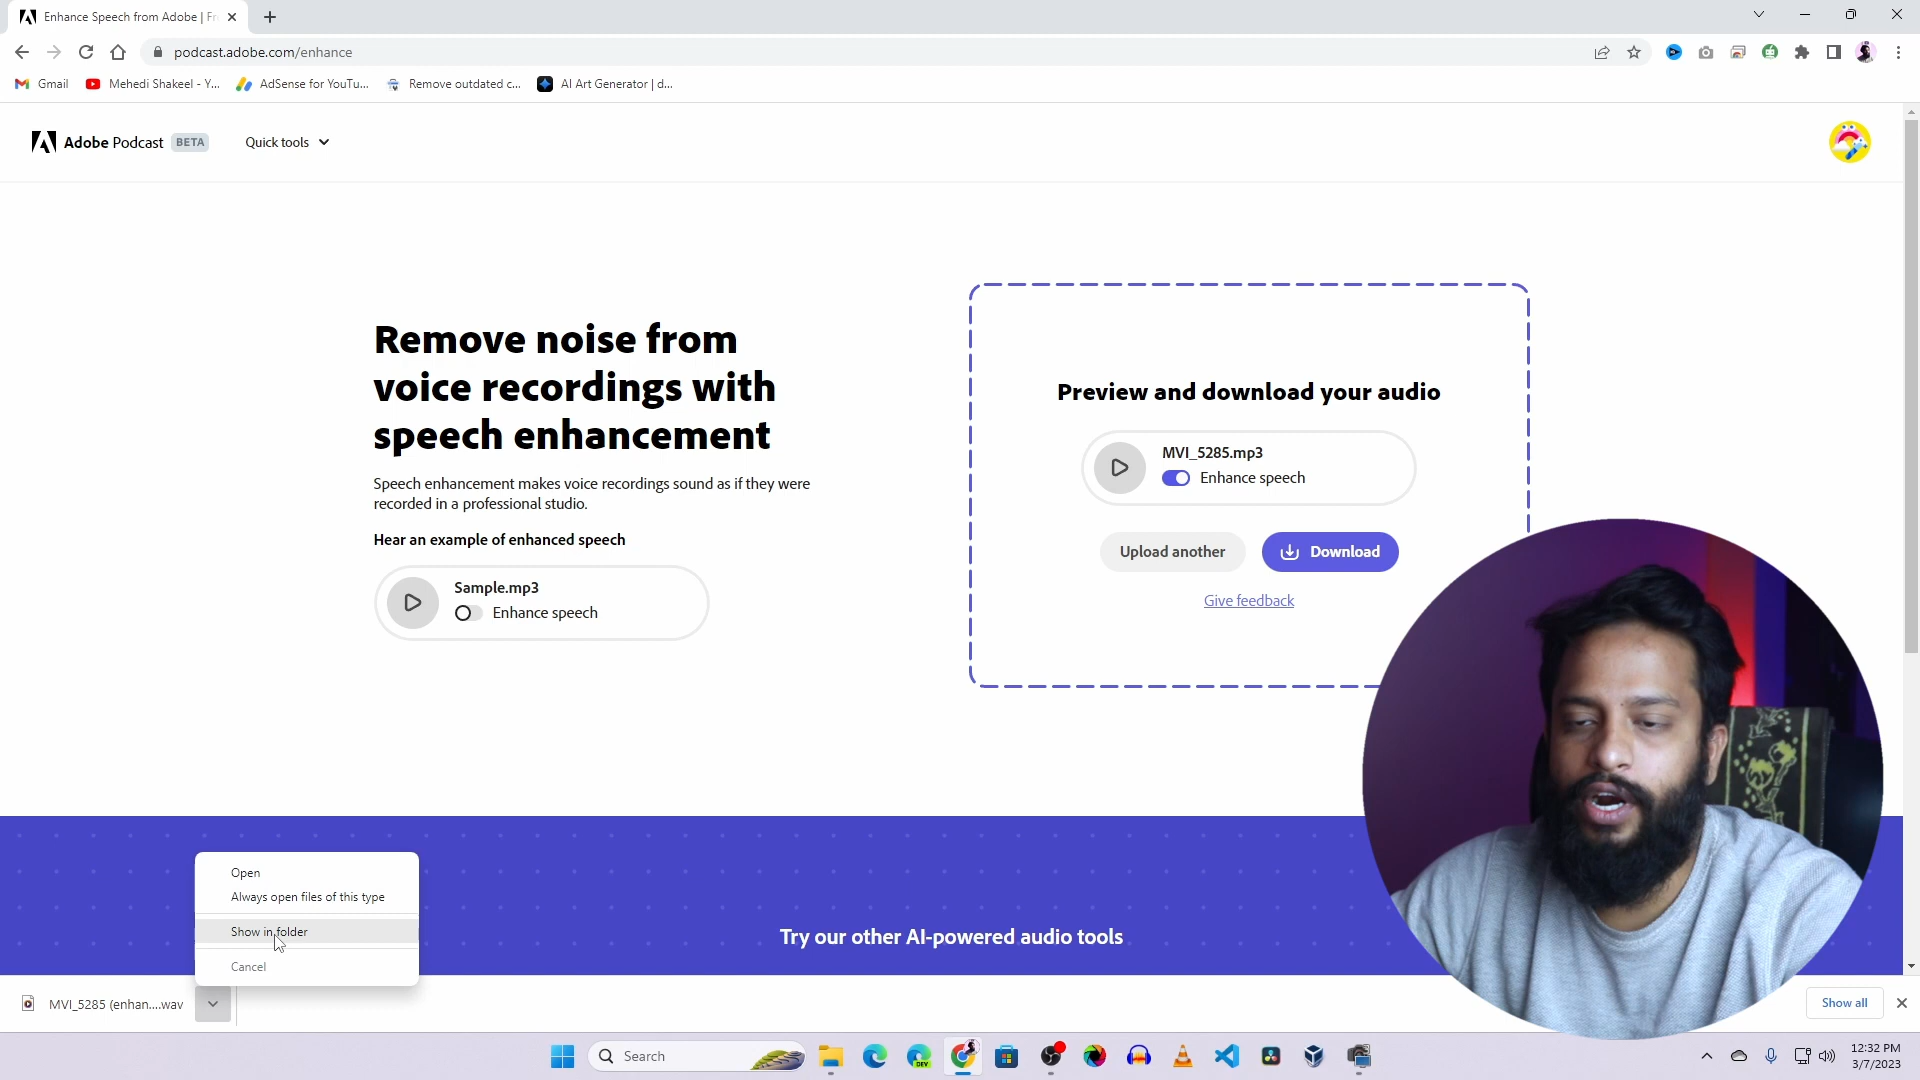 Enhance Speech from Adobe | Fr
podcast.adobe.com/enhance
Gmail
Mehedi Shakeel - Y...
AdSense for YouTu...
Remove outdated c...
AI Art Generator | d...
Adobe Podcast BETA
Quick tools
Remove noise from
voice recordings with
speech enhancement
Speech enhancement makes voice recordings sound as if they were
recorded in a professional studio.
Hear an example of enhanced speech
Sample.mp3
Enhance speech
Preview and download your audio
MVI_5285.mp3
Enhance speech
Upload another
Download
Give feedback
Try our other AI-powered audio tools
Open
Always open files of this type
Show in folder
Cancel
MVI_5285 (enhan....wav
Show all
Search
DEV
12:32 PM
3/7/2023